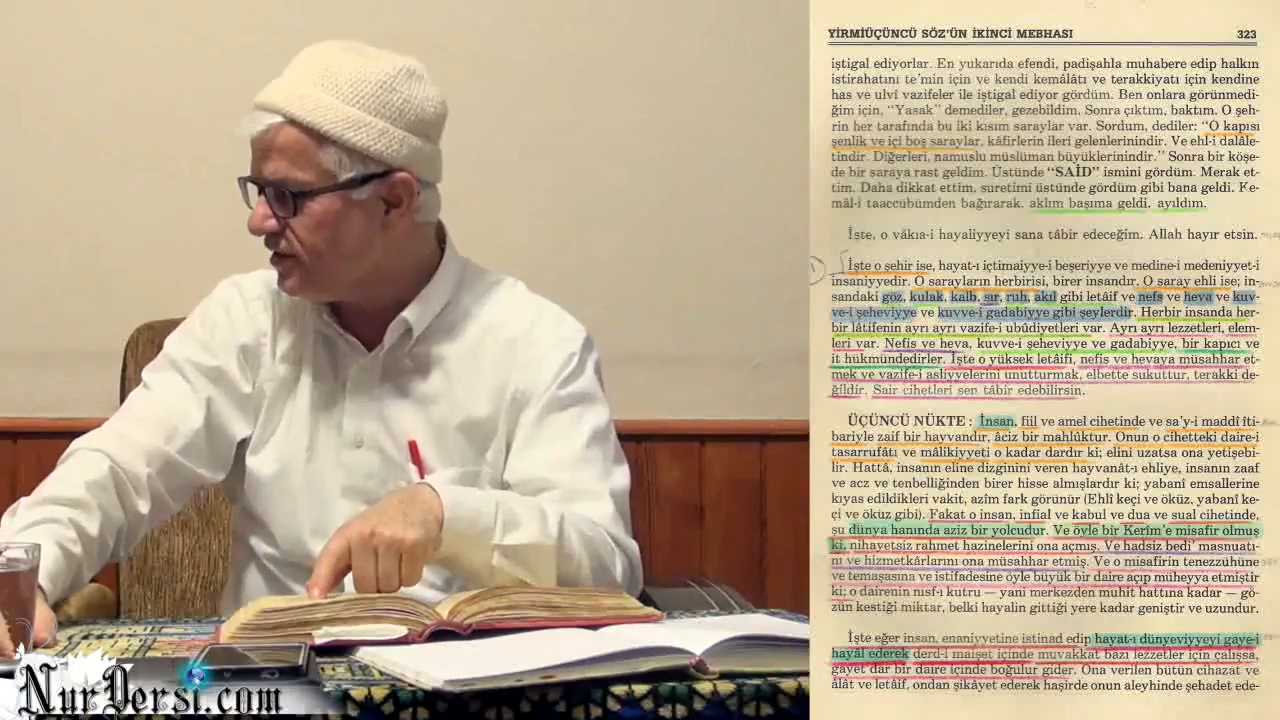 YİRMİÜÇÜNCÜ SÖZ'ÜN İKİNCİ MEBHASI 323
iştigal ediyorlar. En yukarıda efendi, padişahla muhabere edip halkın
istirahatını te'min için ve kendi kemâlâtı ve terakkiyatı için kendine
has ve ulvî vazifeler ile iştigal ediyor gördüm. Ben onlara görünmedi-
ğim için, "Yasak" demediler, gezebildim. Sonra çıktım, baktım. O şeh-
rin her tarafında bu iki kısım saraylar var. Sordum, dediler: "O kapısı
şenlik ve içi boş saraylar, kâfirlerin ileri gelenlerinindir. Ve ehl-i dalâle-
tindir. Diğerleri, namuslu müslüman büyüklerinindir." Sonra bir köşe-
de bir saraya rast geldim. Üstünde "SAİD" ismini gördüm. Merak et-
tim. Daha dikkat ettim, suretimi üstünde gördüm gibi bana geldi. Ke-
mâl-i taaccübümden bağırarak, aklım başıma geldi, ayıldım.
İşte, o vâkıa-i hayaliyyeyi sana tâbir edeceğim. Allah hayır etsin.
İşte o şehir ise, hayat-ı içtimaiyye-i beşeriyye ve medine-i medeniyyet-i
insaniyyedir. O sarayların herbirisi, birer insandır. O saray ehli ise; in-
sandaki göz, kulak, kalb, sır, ruh, akıl gibi letâif ve nefs ve heva ve kuv-
ve-i şeheviyye ve kuvve-i gadabiyye gibi şeylerdir. Herbir insanda her-
bir lâtifenin ayrı ayrı vazife-i ubûdiyetleri var. Ayrı ayrı lezzetleri, elem-
leri var. Nefis ve heva, kuvve-i şeheviyye ve gadabiyye, bir kapıcı ve
it hükmündedirler. İşte o yüksek letâifi, nefis ve hevaya müsahhar et-
mek ve vazife-i asliyyelerini unutturmak, elbette sukuttur, terakki de-
ğildir. Sair cihetleri sen tâbir edebilirsin.
ÜÇÜNCÜ NÜKTE : İnsan, fiil ve amel cihetinde ve sa'y-i maddî îti-
bariyle zaif bir hayvandır, âciz bir mahlûktur. Onun o cihetteki daire-i
tasarrufâtı ve mâlikiyyeti o kadar dardır ki; elini uzatsa ona yetişebi-
lir. Hattâ, insanın eline dizginini veren hayvanât-ı ehliye, insanın zaaf
ve acz ve tenbelliğinden birer hisse almışlardır ki; yabanî emsallerine
kıyas edildikleri vakit, azîm fark görünür (Ehlî keçi ve öküz, yabanî ke-
çi ve öküz gibi). Fakat o insan, infial ve kabul ve dua ve sual cihetinde,
şu dünya hanında aziz bir yolcudur. Ve öyle bir Kerîm'e misafir olmuş
ki, nihayetsiz rahmet hazinelerini ona açmış. Ve hadsiz bedi' masnuatı-
nı ve hizmetkârlarını ona müsahhar etmiş. Ve o misafirin tenezzühüne
ve temaşasına ve istifadesine öyle büyük bir daire açıp müheyya etmiştir
ki; o dairenin nısf-ı kutru — yani merkezden muhit hattına kadar — gö-
zün kestiği miktar, belki hayalin gittiği yere kadar geniştir ve uzundur.
İşte eğer insan, enaniyyetine istinad edip hayat-ı dünyeviyyeyi gaye-i
hayâl ederek derd-i maişet içinde muvakkat bazı lezzetler için çalışsa,
gayet dar bir daire içinde boğulur gider. Ona verilen bütün cihazat ve
âlât ve letâif, ondan şikâyet ederek haşirde onun aleyhinde şehadet ede-
NurDersi.com